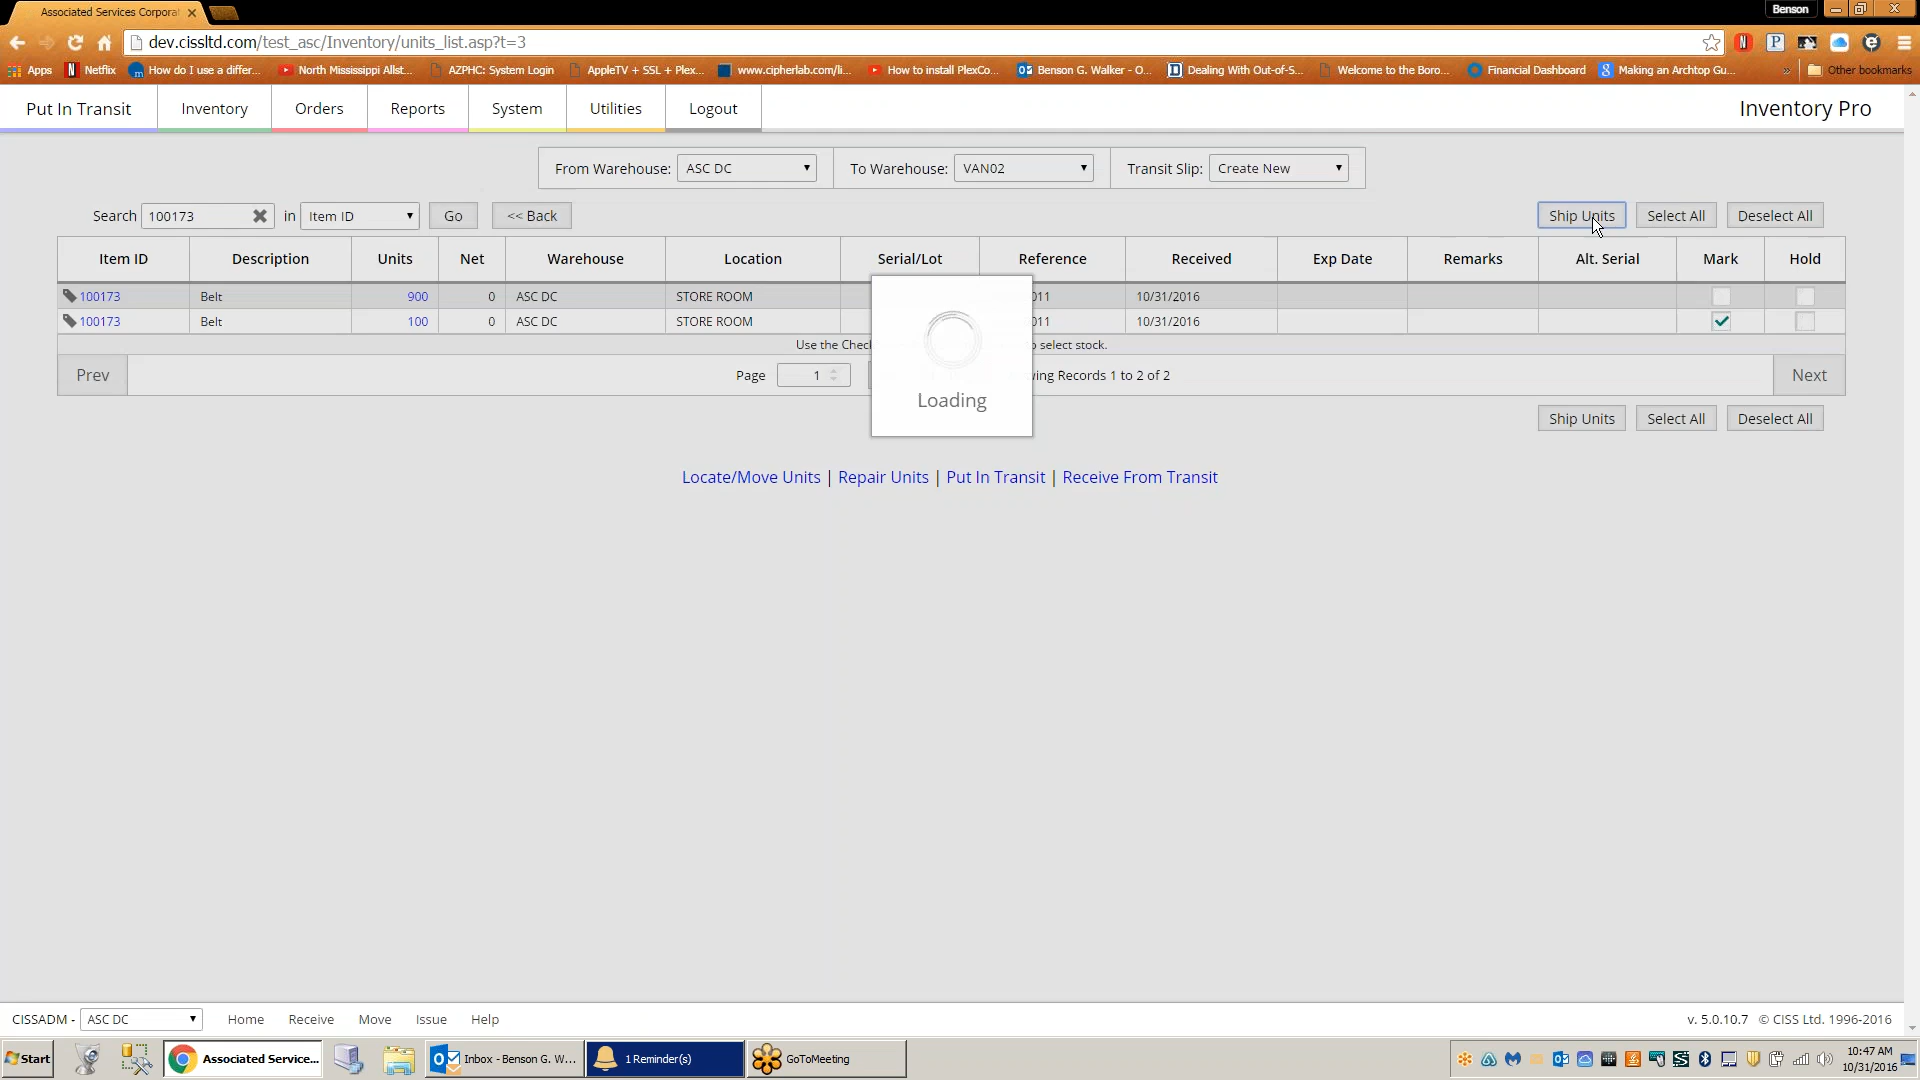 Associated Services Corporat
Benson
dev.cissltd.com/test_asc/Inventory/units_list.asp?t=3
Apps Netflix How do I use a differ... North Mississippi Allst... AZPHC: System Login AppleTV + SSL + Plex... www.cipherlab.com/li... How to install PlexCo... Benson G. Walker - O... Dealing With Out-of-S... Welcome to the Boro... Financial Dashboard Making an Archtop Gu... » Other bookmarks
Put In Transit Inventory Orders Reports System Utilities Logout Inventory Pro
From Warehouse: ASC DC To Warehouse: VAN02 Transit Slip: Create New
Search 100173 in Item ID Go << Back Ship Units Select All Deselect All
Item ID Description Units Net Warehouse Location Serial/Lot Reference Received Exp Date Remarks Alt. Serial Mark Hold
100173 Belt 900 0 ASC DC STORE ROOM 011 10/31/2016
100173 Belt 100 0 ASC DC STORE ROOM 011 10/31/2016
Use the Check to select stock.
Prev Page 1 ing Records 1 to 2 of 2 Next
Loading
Ship Units Select All Deselect All
Locate/Move Units | Repair Units | Put In Transit | Receive From Transit
CISSADM - ASC DC Home Receive Move Issue Help v. 5.0.10.7 © CISS Ltd. 1996-2016
Start Associated Service... Inbox - Benson G. W... 1 Reminder(s) GoToMeeting 10:47 AM
10/31/2016